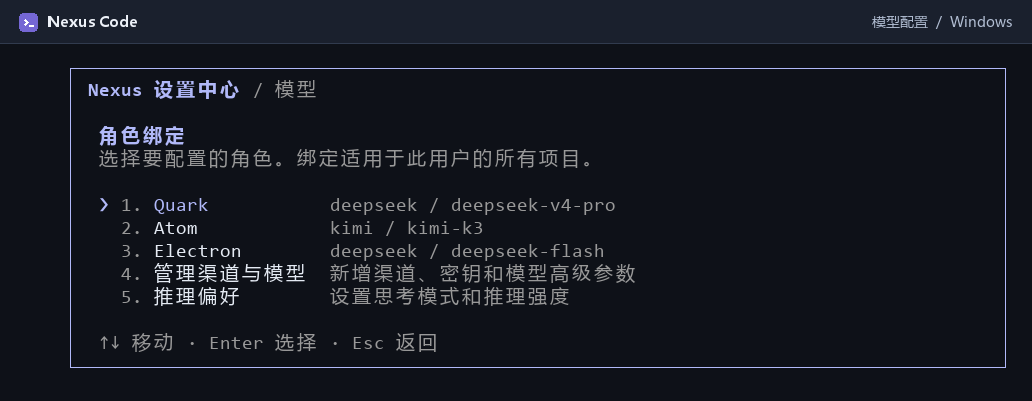 Nexus Code
模型配置 / Windows
Nexus 设置中心 / 模型
角色绑定
选择要配置的角色。绑定适用于此用户的所有项目。
❯ 1. Quark deepseek / deepseek-v4-pro
2. Atom kimi / kimi-k3
3. Electron deepseek / deepseek-flash
4. 管理渠道与模型 新增渠道、密钥和模型高级参数
5. 推理偏好 设置思考模式和推理强度
↑↓ 移动 · Enter 选择 · Esc 返回